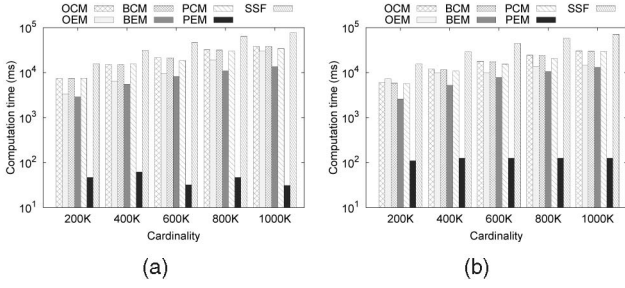 OCM BCM PCM SSF
OEM BEM PEM
Computation time (ms)
10^5
10^4
10^3
10^2
10^1
200K 400K 600K 800K 1000K
Cardinality
(a)
OCM BCM PCM SSF
OEM BEM PEM
Computation time (ms)
10^5
10^4
10^3
10^2
10^1
200K 400K 600K 800K 1000K
Cardinality
(b)